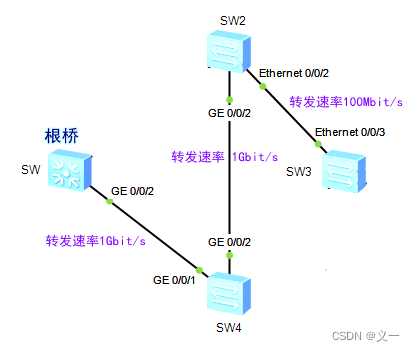 SW2
Ethernet 0/0/2
转发速率100Mbit/s
GE 0/0/2
Ethernet 0/0/3
根桥
转发速率 1Gbit/s
SW
SW3
GE 0/0/2
转发速率1Gbit/s
GE 0/0/2
GE 0/0/1
SW4
CSDN @义一